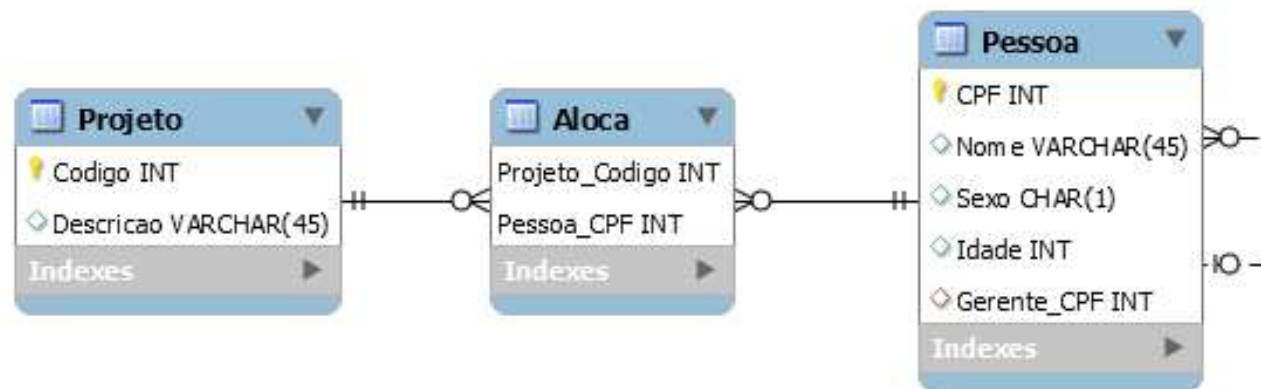 Projeto
Codigo INT
Descricao VARCHAR(45)
Indexes
Aloca
Projeto_Codigo INT
Pessoa_CPF INT
Indexes
Pessoa
CPF INT
Nome VARCHAR(45)
Sexo CHAR(1)
Idade INT
Gerente_CPF INT
Indexes